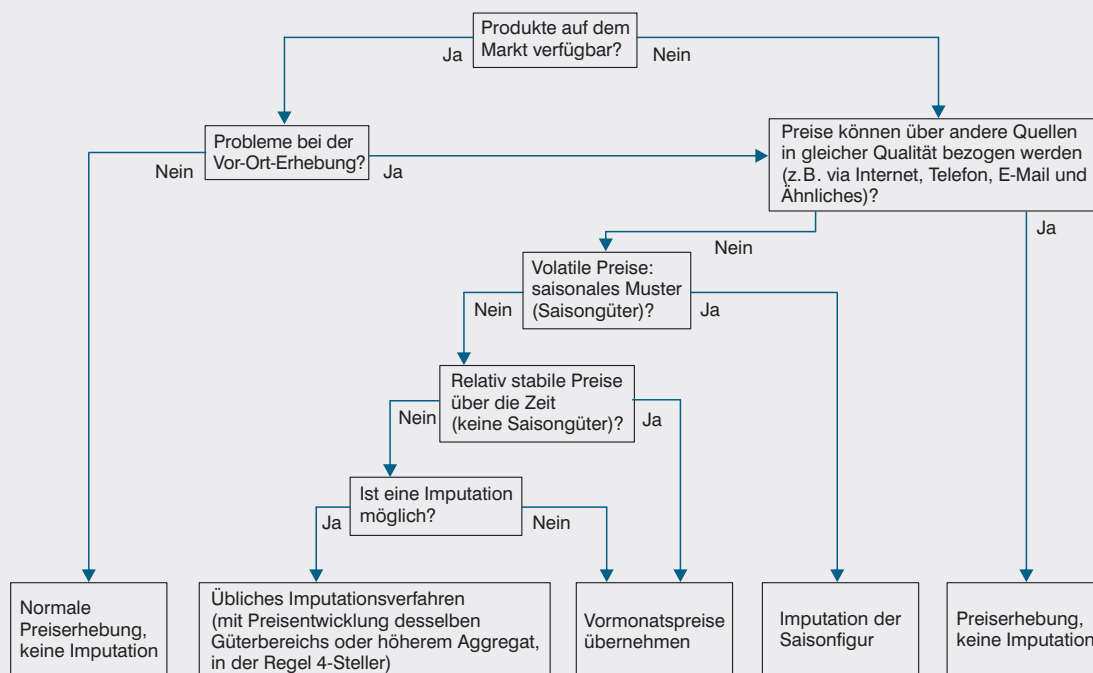 Produkte auf dem
Markt verfügbar?
Ja
Nein
Probleme bei der
Vor-Ort-Erhebung?
Nein
Ja
Preise können über andere Quellen
in gleicher Qualität bezogen werden
(z.B. via Internet, Telefon, E-Mail und
Ähnliches)?
Nein
Ja
Volatile Preise:
saisonales Muster
(Saisongüter)?
Nein
Ja
Relativ stabile Preise
über die Zeit
(keine Saisongüter)?
Nein
Ja
Ist eine Imputation
möglich?
Ja
Nein
Normale
Preiserhebung,
keine Imputation
Übliches Imputationsverfahren
(mit Preisentwicklung desselben
Güterbereichs oder höherem Aggregat,
in der Regel 4-Steller)
Vormonatspreise
übernehmen
Imputation der
Saisonfigur
Preiserhebung,
keine Imputation